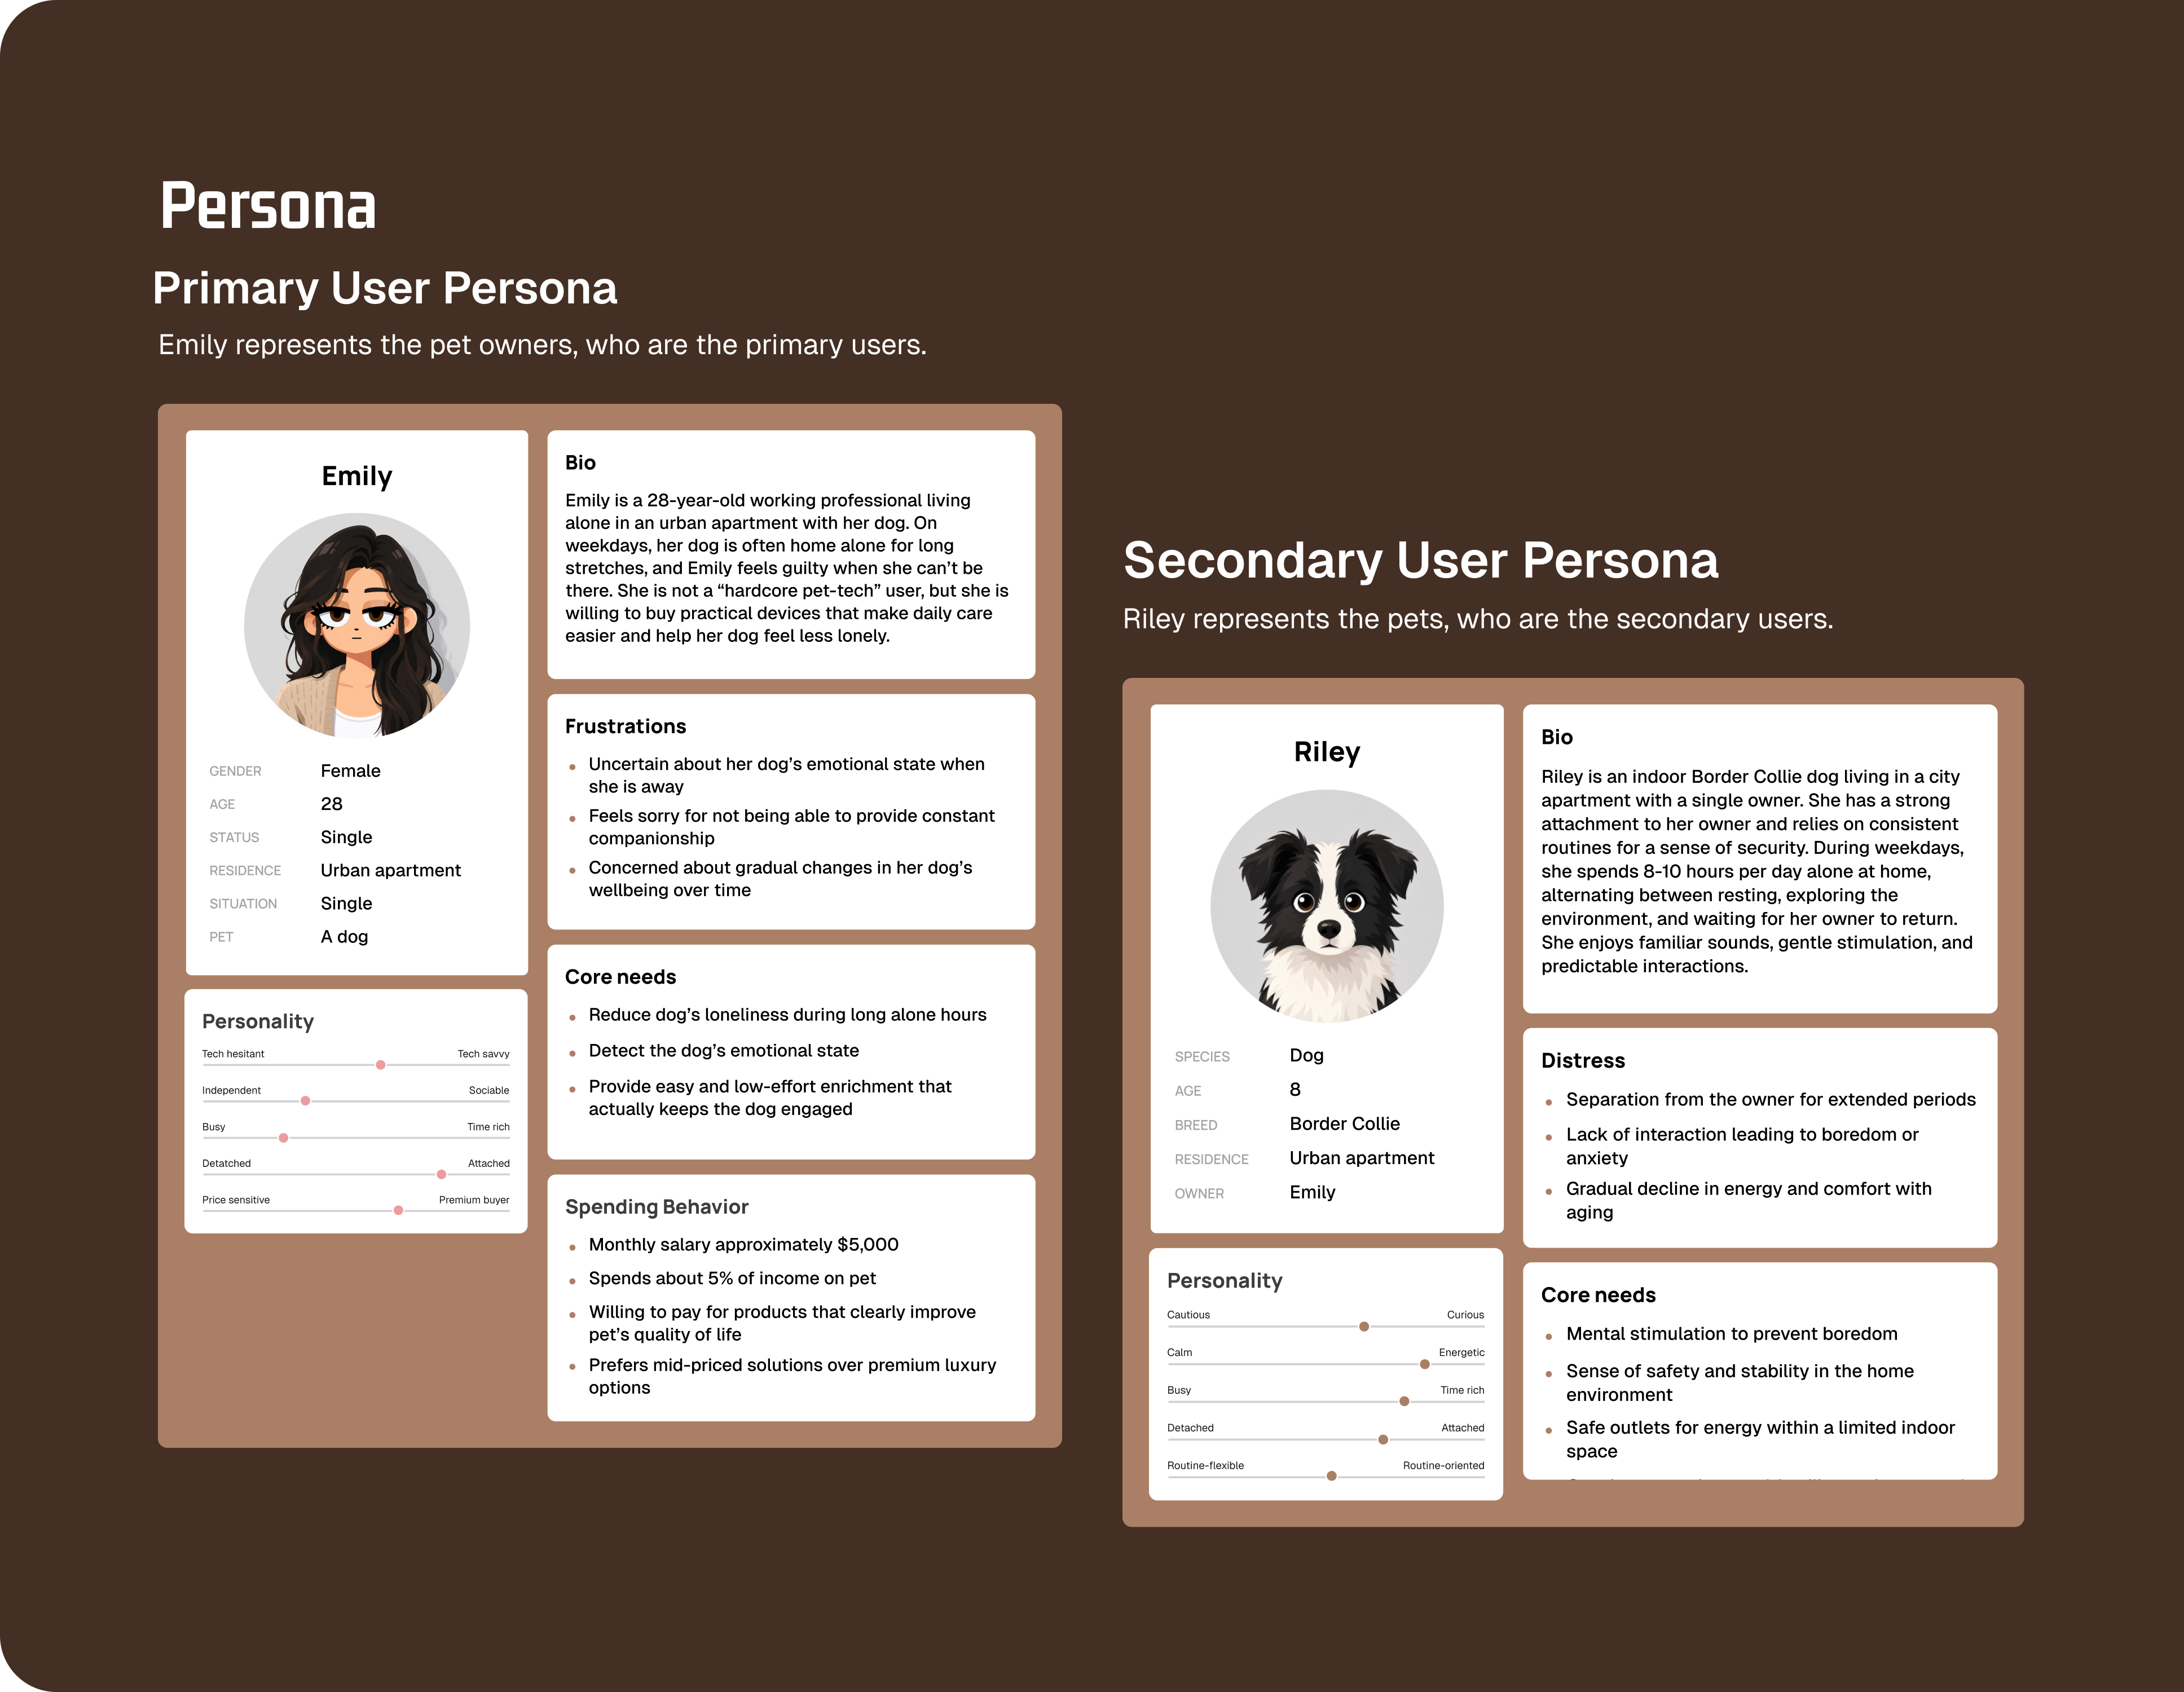 Persona
Primary User Persona
Emily represents the pet owners, who are the primary users.
Emily
GENDER Female
AGE 28
STATUS Single
RESIDENCE Urban apartment
SITUATION Single
PET A dog
Personality
Tech hesitant Tech savvy
Independent Sociable
Busy Time rich
Detatched Attached
Price sensitive Premium buyer
Bio
Emily is a 28-year-old working professional living
alone in an urban apartment with her dog. On
weekdays, her dog is often home alone for long
stretches, and Emily feels guilty when she can’t be
there. She is not a “hardcore pet-tech” user, but she is
willing to buy practical devices that make daily care
easier and help her dog feel less lonely.
Frustrations
• Uncertain about her dog’s emotional state when
she is away
• Feels sorry for not being able to provide constant
companionship
• Concerned about gradual changes in her dog’s
wellbeing over time
Core needs
• Reduce dog’s loneliness during long alone hours
• Detect the dog’s emotional state
• Provide easy and low-effort enrichment that
actually keeps the dog engaged
Spending Behavior
• Monthly salary approximately $5,000
• Spends about 5% of income on pet
• Willing to pay for products that clearly improve
pet’s quality of life
• Prefers mid-priced solutions over premium luxury
options
Secondary User Persona
Riley represents the pets, who are the secondary users.
Riley
SPECIES Dog
AGE 8
BREED Border Collie
RESIDENCE Urban apartment
OWNER Emily
Personality
Cautious Curious
Calm Energetic
Busy Time rich
Detached Attached
Routine-flexible Routine-oriented
Bio
Riley is an indoor Border Collie dog living in a city
apartment with a single owner. She has a strong
attachment to her owner and relies on consistent
routines for a sense of security. During weekdays,
she spends 8-10 hours per day alone at home,
alternating between resting, exploring the
environment, and waiting for her owner to return.
She enjoys familiar sounds, gentle stimulation, and
predictable interactions.
Distress
• Separation from the owner for extended periods
• Lack of interaction leading to boredom or
anxiety
• Gradual decline in energy and comfort with
aging
Core needs
• Mental stimulation to prevent boredom
• Sense of safety and stability in the home
environment
• Safe outlets for energy within a limited indoor
space